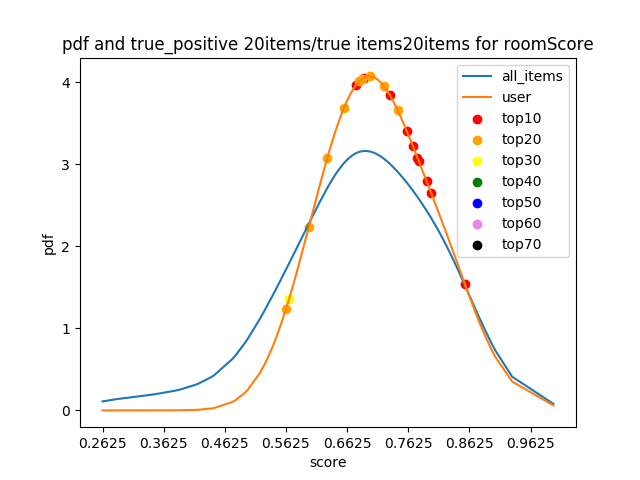 pdf and true_positive 20items/true items20items for roomScore
4
3
2
1
0
pdf
0.2625 0.3625 0.4625 0.5625 0.6625 0.7625 0.8625 0.9625
score
all_items
user
top10
top20
top30
top40
top50
top60
top70